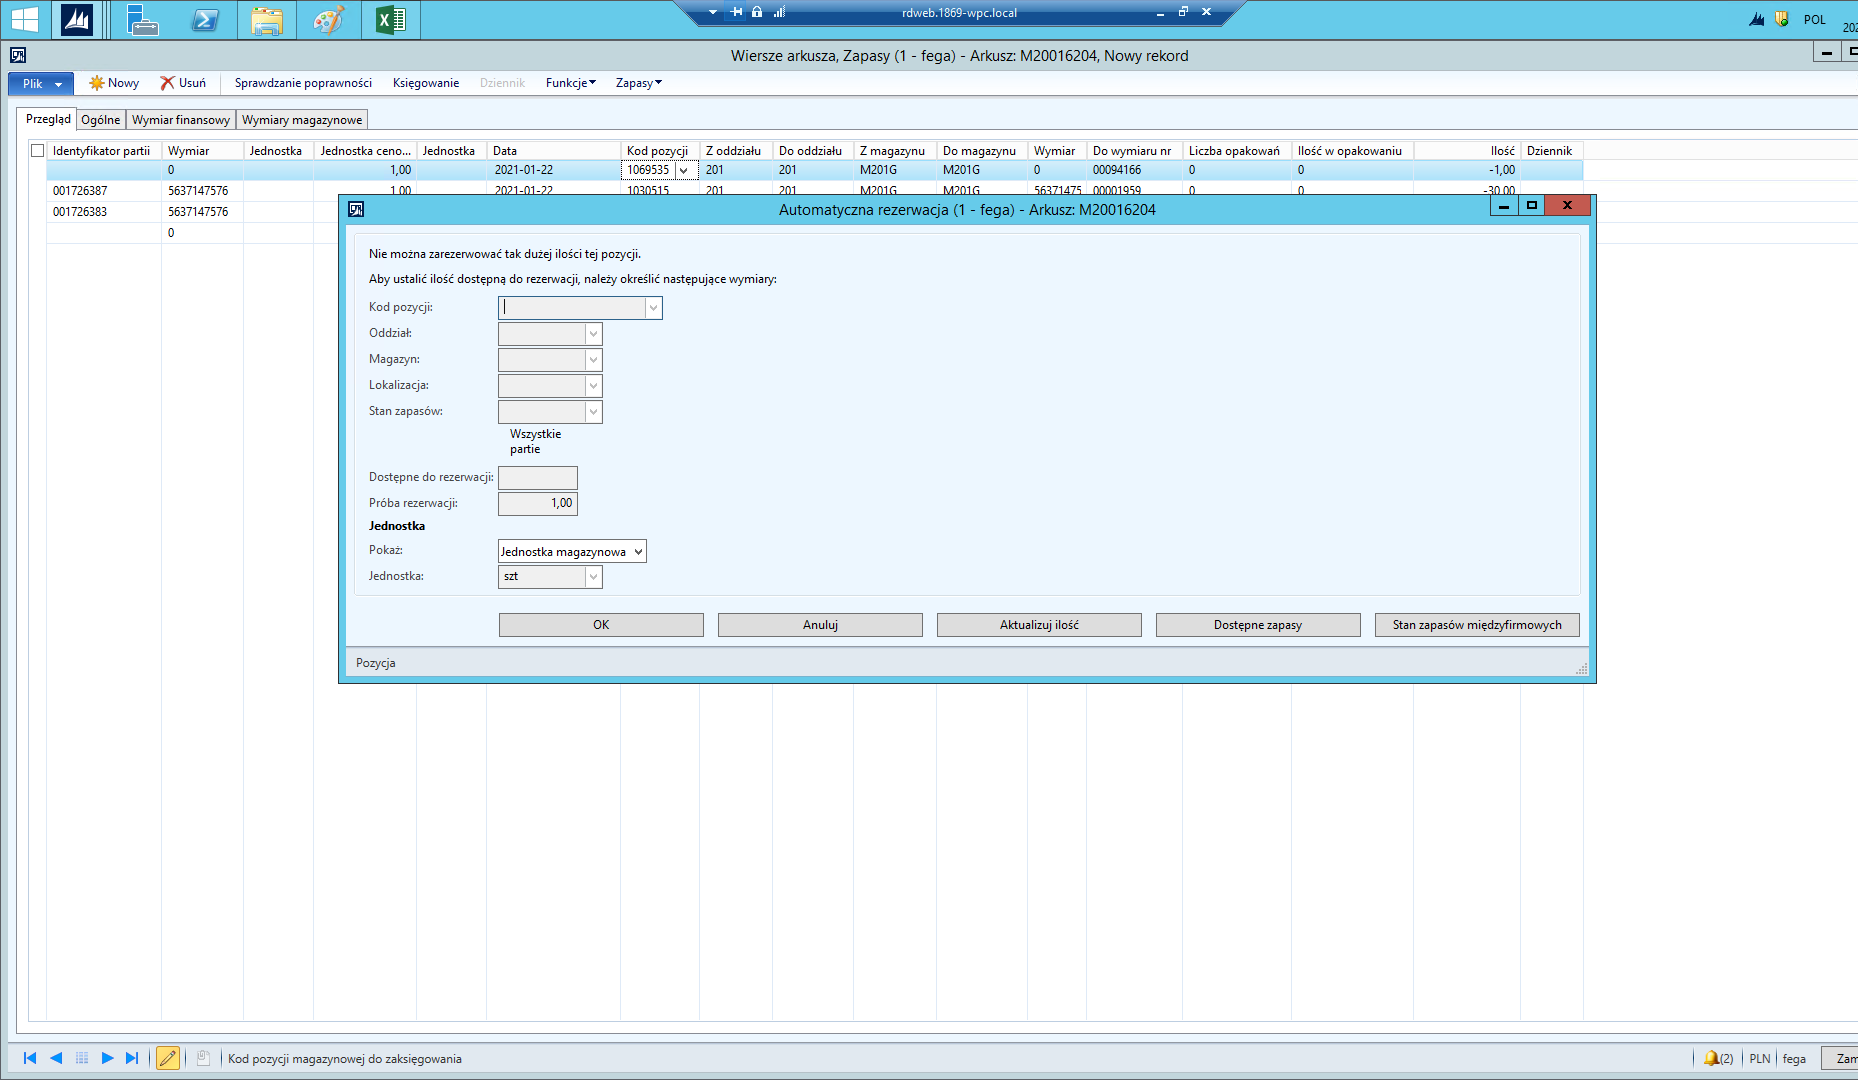 rdweb.1869-wpc.local
POL
Wiersze arkusza, Zapasy (1 - fega) - Arkusz: M20016204, Nowy rekord
Plik Nowy Usuń Sprawdzanie poprawności Księgowanie Dziennik Funkcje Zapasy
Przegląd Ogólne Wymiar finansowy Wymiary magazynowe
Identyfikator partii Wymiar Jednostka Jednostka ceno... Jednostka Data Kod pozycji Z oddziału Do oddziału Z magazynu Do magazynu Wymiar Do wymiaru nr Liczba opakowań Ilość w opakowaniu Ilość Dziennik
0 1,00 2021-01-22 1069535 201 201 M201G M201G 0 00094166 0 0 -1,00
001726387 5637147576 1,00 2021-01-22 1030515 201 201 M201G M201G 56371475 00001959 0 0 -30,00
001726383 5637147576
0
Automatyczna rezerwacja (1 - fega) - Arkusz: M20016204
Nie można zarezerwować tak dużej ilości tej pozycji.
Aby ustalić ilość dostępną do rezerwacji, należy określić następujące wymiary:
Kod pozycji:
Oddział:
Magazyn:
Lokalizacja:
Stan zapasów:
Wszystkie
partie
Dostępne do rezerwacji:
Próba rezerwacji: 1,00
Jednostka
Pokaż: Jednostka magazynowa
Jednostka: szt
OK Anuluj Aktualizuj ilość Dostępne zapasy Stan zapasów międzyfirmowych
Pozycja
Kod pozycji magazynowej do zaksięgowania (2) PLN fega Zam